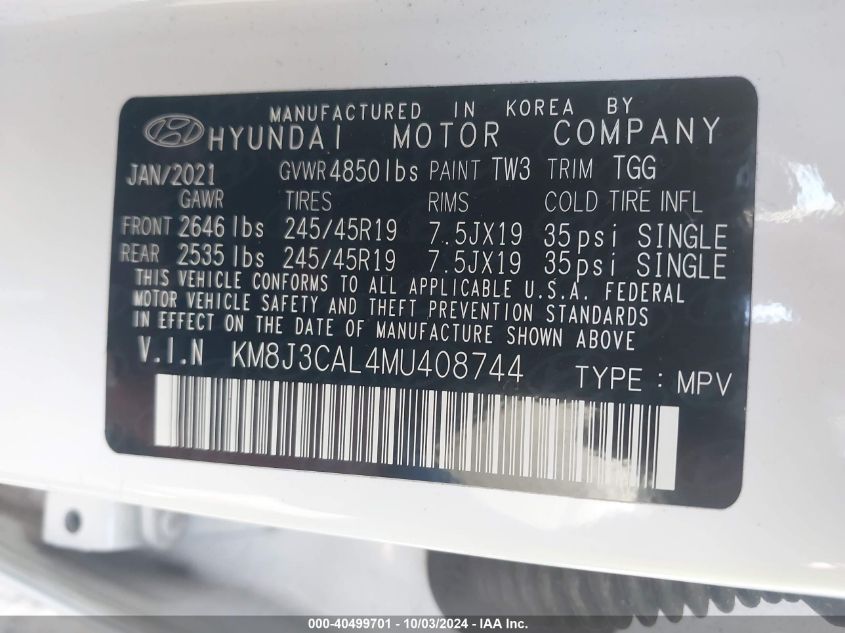 MANUFACTURED IN KOREA BY
HYUNDAI MOTOR COMPANY
JAN/2021 GVWR 4850lbs PAINT TW3 TRIM TGG
GAWR TIRES RIMS COLD TIRE INFL
FRONT 2646lbs 245/45R19 7.5JX19 35psi SINGLE
REAR 2535lbs 245/45R19 7.5JX19 35psi SINGLE
THIS VEHICLE CONFORMS TO ALL APPLICABLE U.S.A. FEDERAL
MOTOR VEHICLE SAFETY AND THEFT PREVENTION STANDARDS
IN EFFECT ON THE DATE OF MANUFACTURE SHOWN ABOVE
V.I.N KM8J3CAL4MU408744 TYPE : MPV
000-40499701 - 10/03/2024 - IAA Inc.